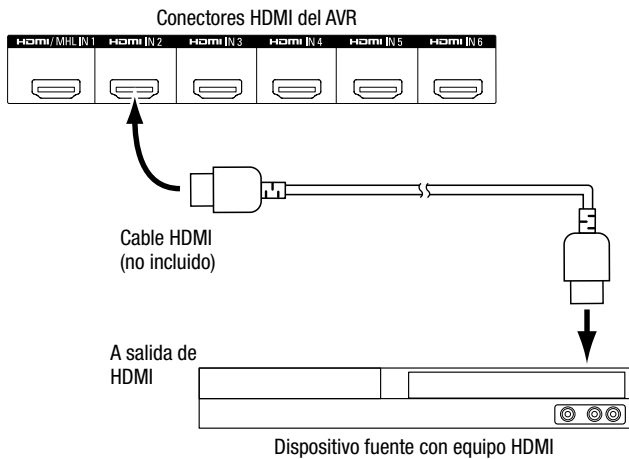 Conectores HDMI del AVR
HDMI/MHL IN 1 HDMI IN 2 HDMI IN 3 HDMI IN 4 HDMI IN 5 HDMI IN 6
Cable HDMI
(no incluido)
A salida de
HDMI
Dispositivo fuente con equipo HDMI